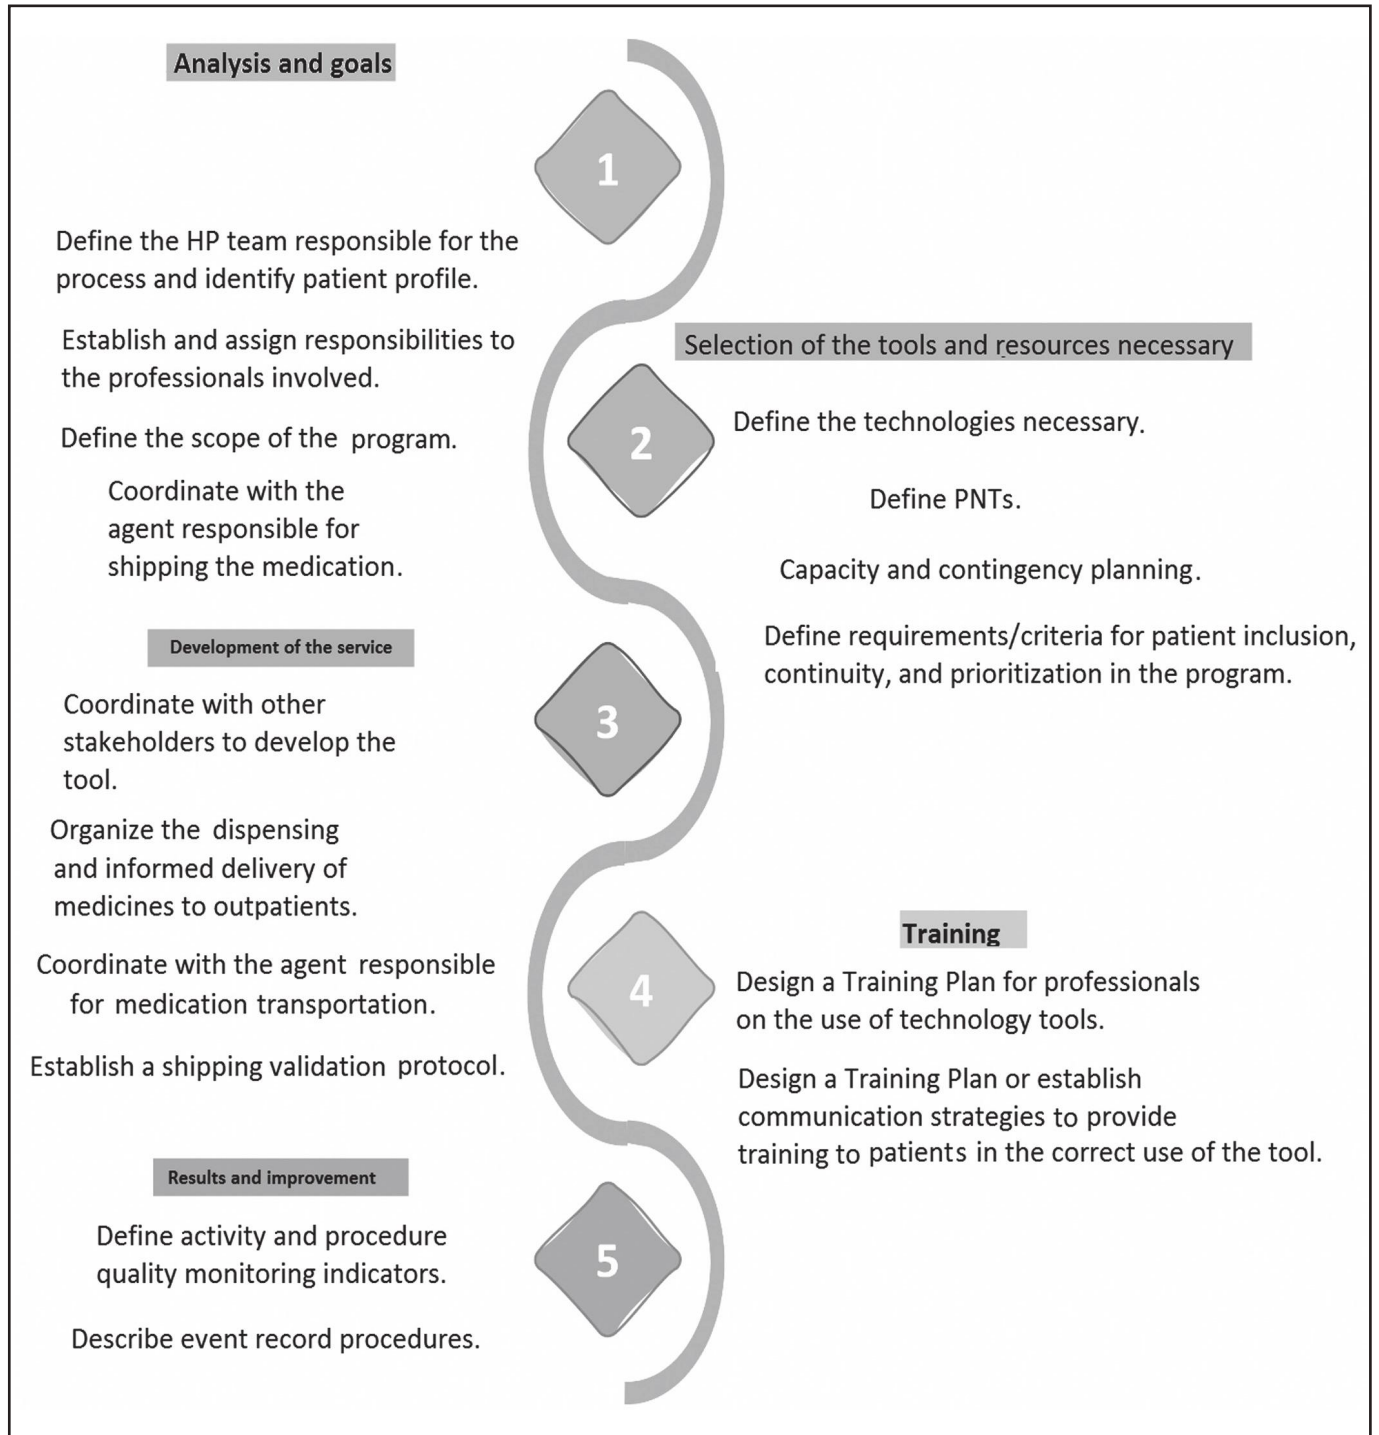 Analysis and goals
1
Define the HP team responsible for the
process and identify patient profile.
Establish and assign responsibilities to
the professionals involved.
Define the scope of the program.
Coordinate with the
agent responsible for
shipping the medication.
Selection of the tools and resources necessary
2
Define the technologies necessary.
Define PNTs.
Capacity and contingency planning.
Define requirements/criteria for patient inclusion,
continuity, and prioritization in the program.
Development of the service
3
Coordinate with other
stakeholders to develop the
tool.
Organize the dispensing
and informed delivery of
medicines to outpatients.
Coordinate with the agent responsible
for medication transportation.
Establish a shipping validation protocol.
Training
4
Design a Training Plan for professionals
on the use of technology tools.
Design a Training Plan or establish
communication strategies to provide
training to patients in the correct use of the tool.
Results and improvement
5
Define activity and procedure
quality monitoring indicators.
Describe event record procedures.